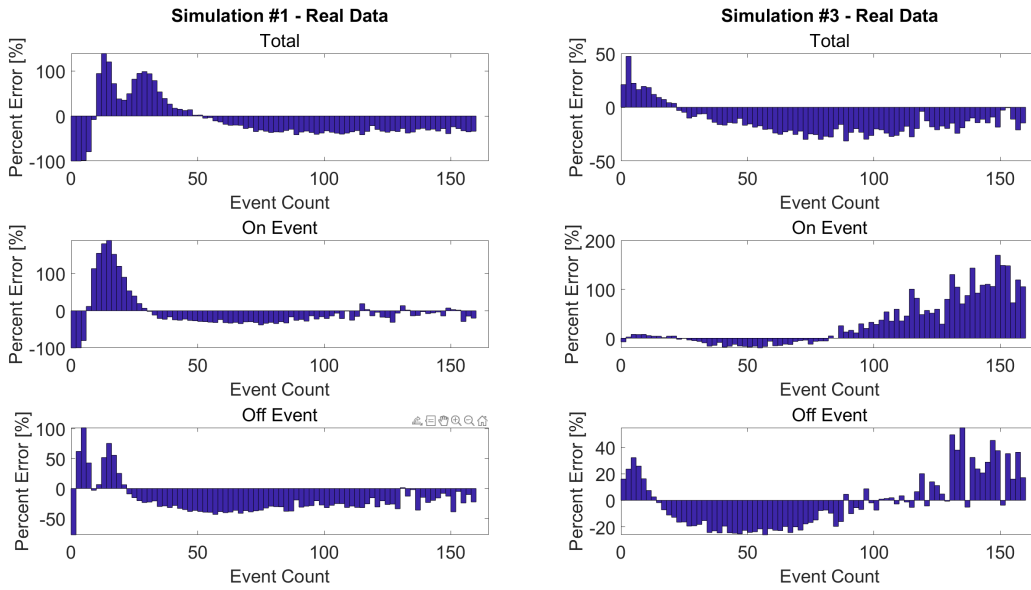 Simulation #1 - Real Data
Total
Percent Error [%]
100
0
-100
0
50
100
150
Event Count
On Event
Percent Error [%]
100
0
-100
0
50
100
150
Event Count
Off Event
Percent Error [%]
100
50
0
-50
0
50
100
150
Event Count
Simulation #3 - Real Data
Total
Percent Error [%]
50
0
-50
0
50
100
150
Event Count
On Event
Percent Error [%]
200
100
0
0
50
100
150
Event Count
Off Event
Percent Error [%]
40
20
0
-20
0
50
100
150
Event Count